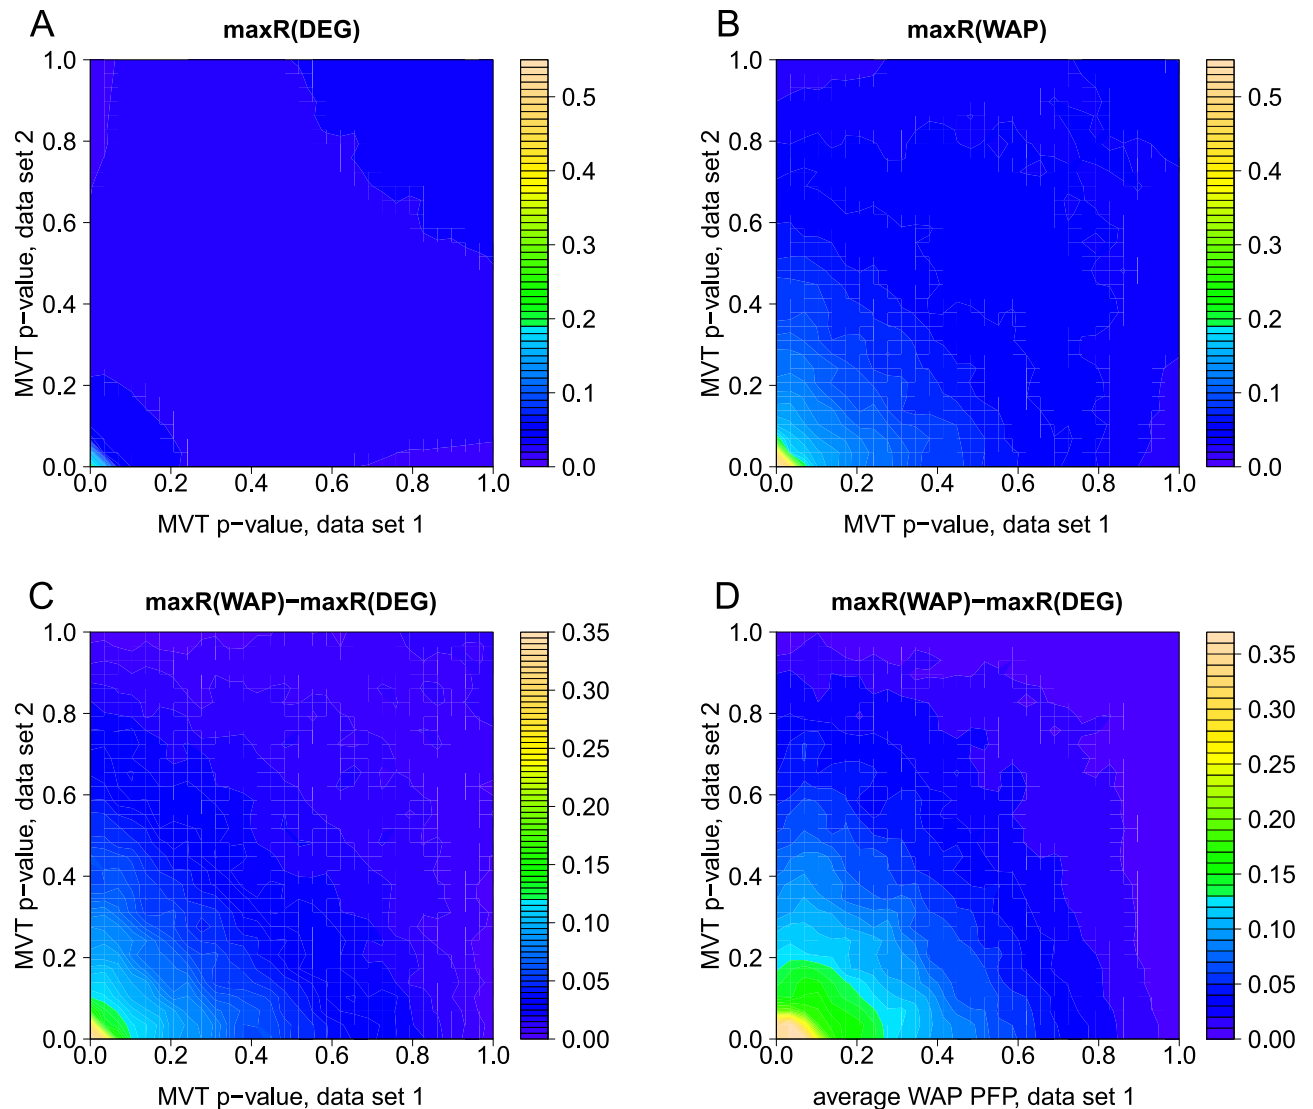 A
maxR(DEG)
1.0
0.8
0.6
0.4
0.2
0.0
MVT p−value, data set 2
0.0 0.2 0.4 0.6 0.8 1.0
MVT p−value, data set 1
0.5
0.4
0.3
0.2
0.1
0.0
B
maxR(WAP)
1.0
0.8
0.6
0.4
0.2
0.0
MVT p−value, data set 2
0.0 0.2 0.4 0.6 0.8 1.0
MVT p−value, data set 1
0.5
0.4
0.3
0.2
0.1
0.0
C
maxR(WAP)−maxR(DEG)
1.0
0.8
0.6
0.4
0.2
0.0
MVT p−value, data set 2
0.0 0.2 0.4 0.6 0.8 1.0
MVT p−value, data set 1
0.35
0.30
0.25
0.20
0.15
0.10
0.05
0.00
D
maxR(WAP)−maxR(DEG)
1.0
0.8
0.6
0.4
0.2
0.0
MVT p−value, data set 2
0.0 0.2 0.4 0.6 0.8 1.0
average WAP PFP, data set 1
0.35
0.30
0.25
0.20
0.15
0.10
0.05
0.00